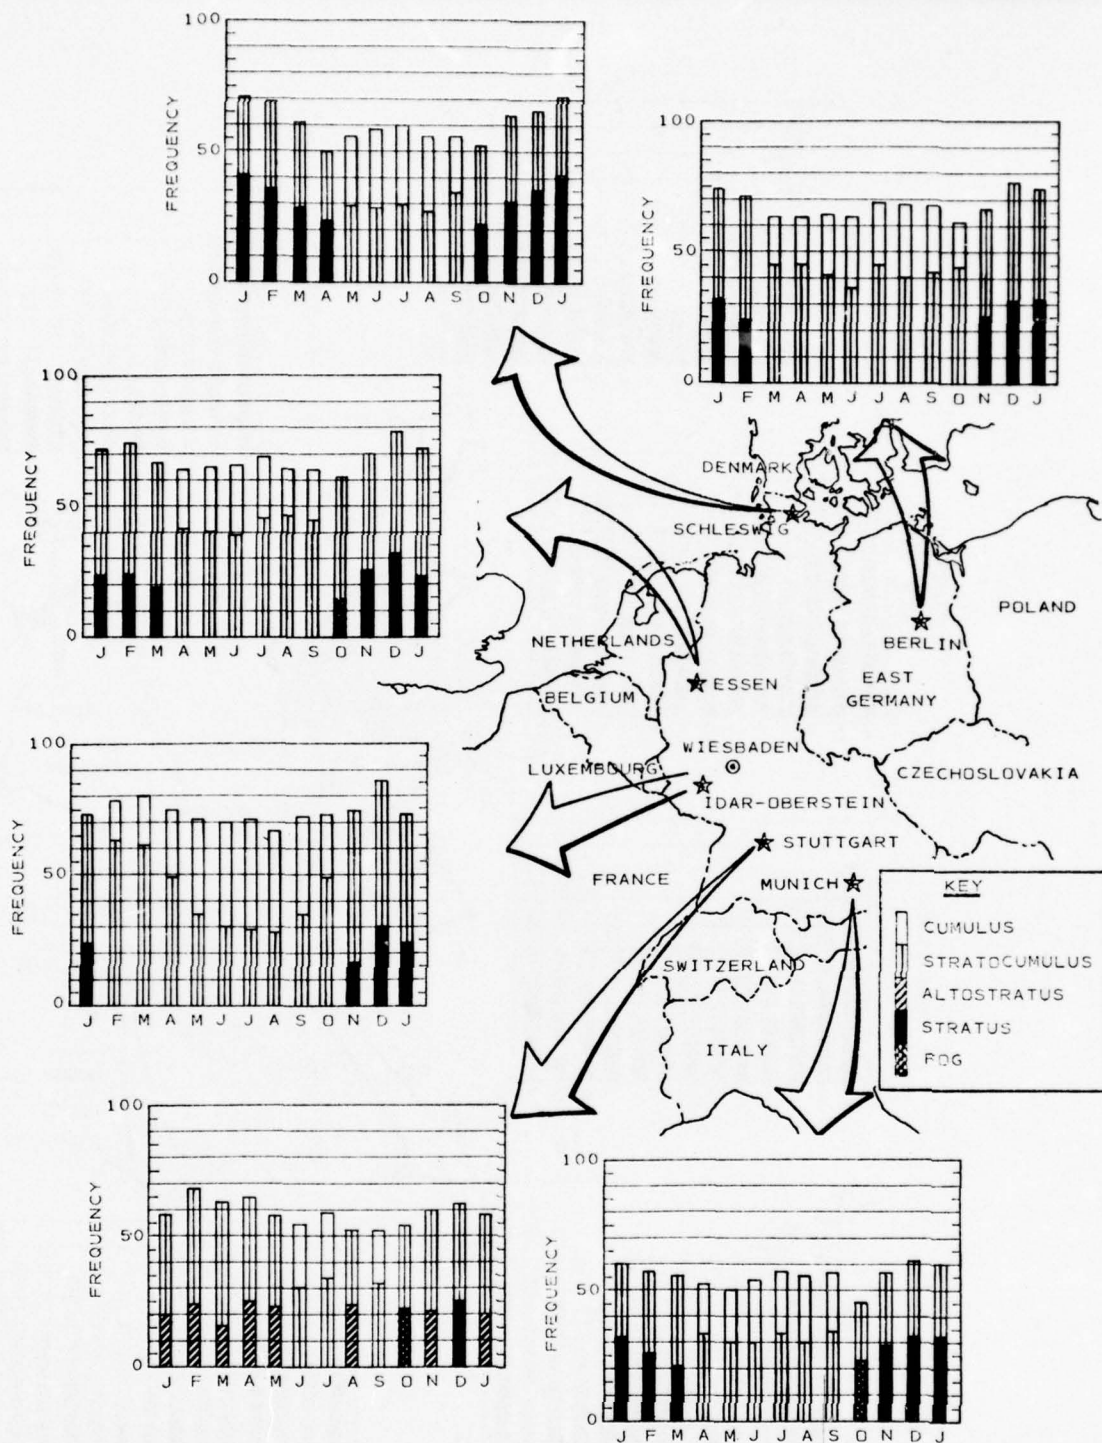 100
FREQUENCY
50
0
J F M A M J J A S O N D J
100
FREQUENCY
50
0
J F M A M J J A S O N D J
100
FREQUENCY
50
0
J F M A M J J A S O N D J
DENMARK
SCHLESWIG
POLAND
NETHERLANDS
BERLIN
ESSEN
EAST
GERMANY
BELGIUM
WIESBADEN
LUXEMBOURG
CZECHOSLOVAKIA
IDAR-OBERSTEIN
STUTTGART
FRANCE
MUNICH
SWITZERLAND
ITALY
100
FREQUENCY
50
0
J F M A M J J A S O N D J
KEY
CUMULUS
STRATOCUMULUS
ALTOSTRATUS
STRATUS
FOG
100
FREQUENCY
50
0
J F M A M J J A S O N D J
100
FREQUENCY
50
0
J F M A M J J A S O N D J